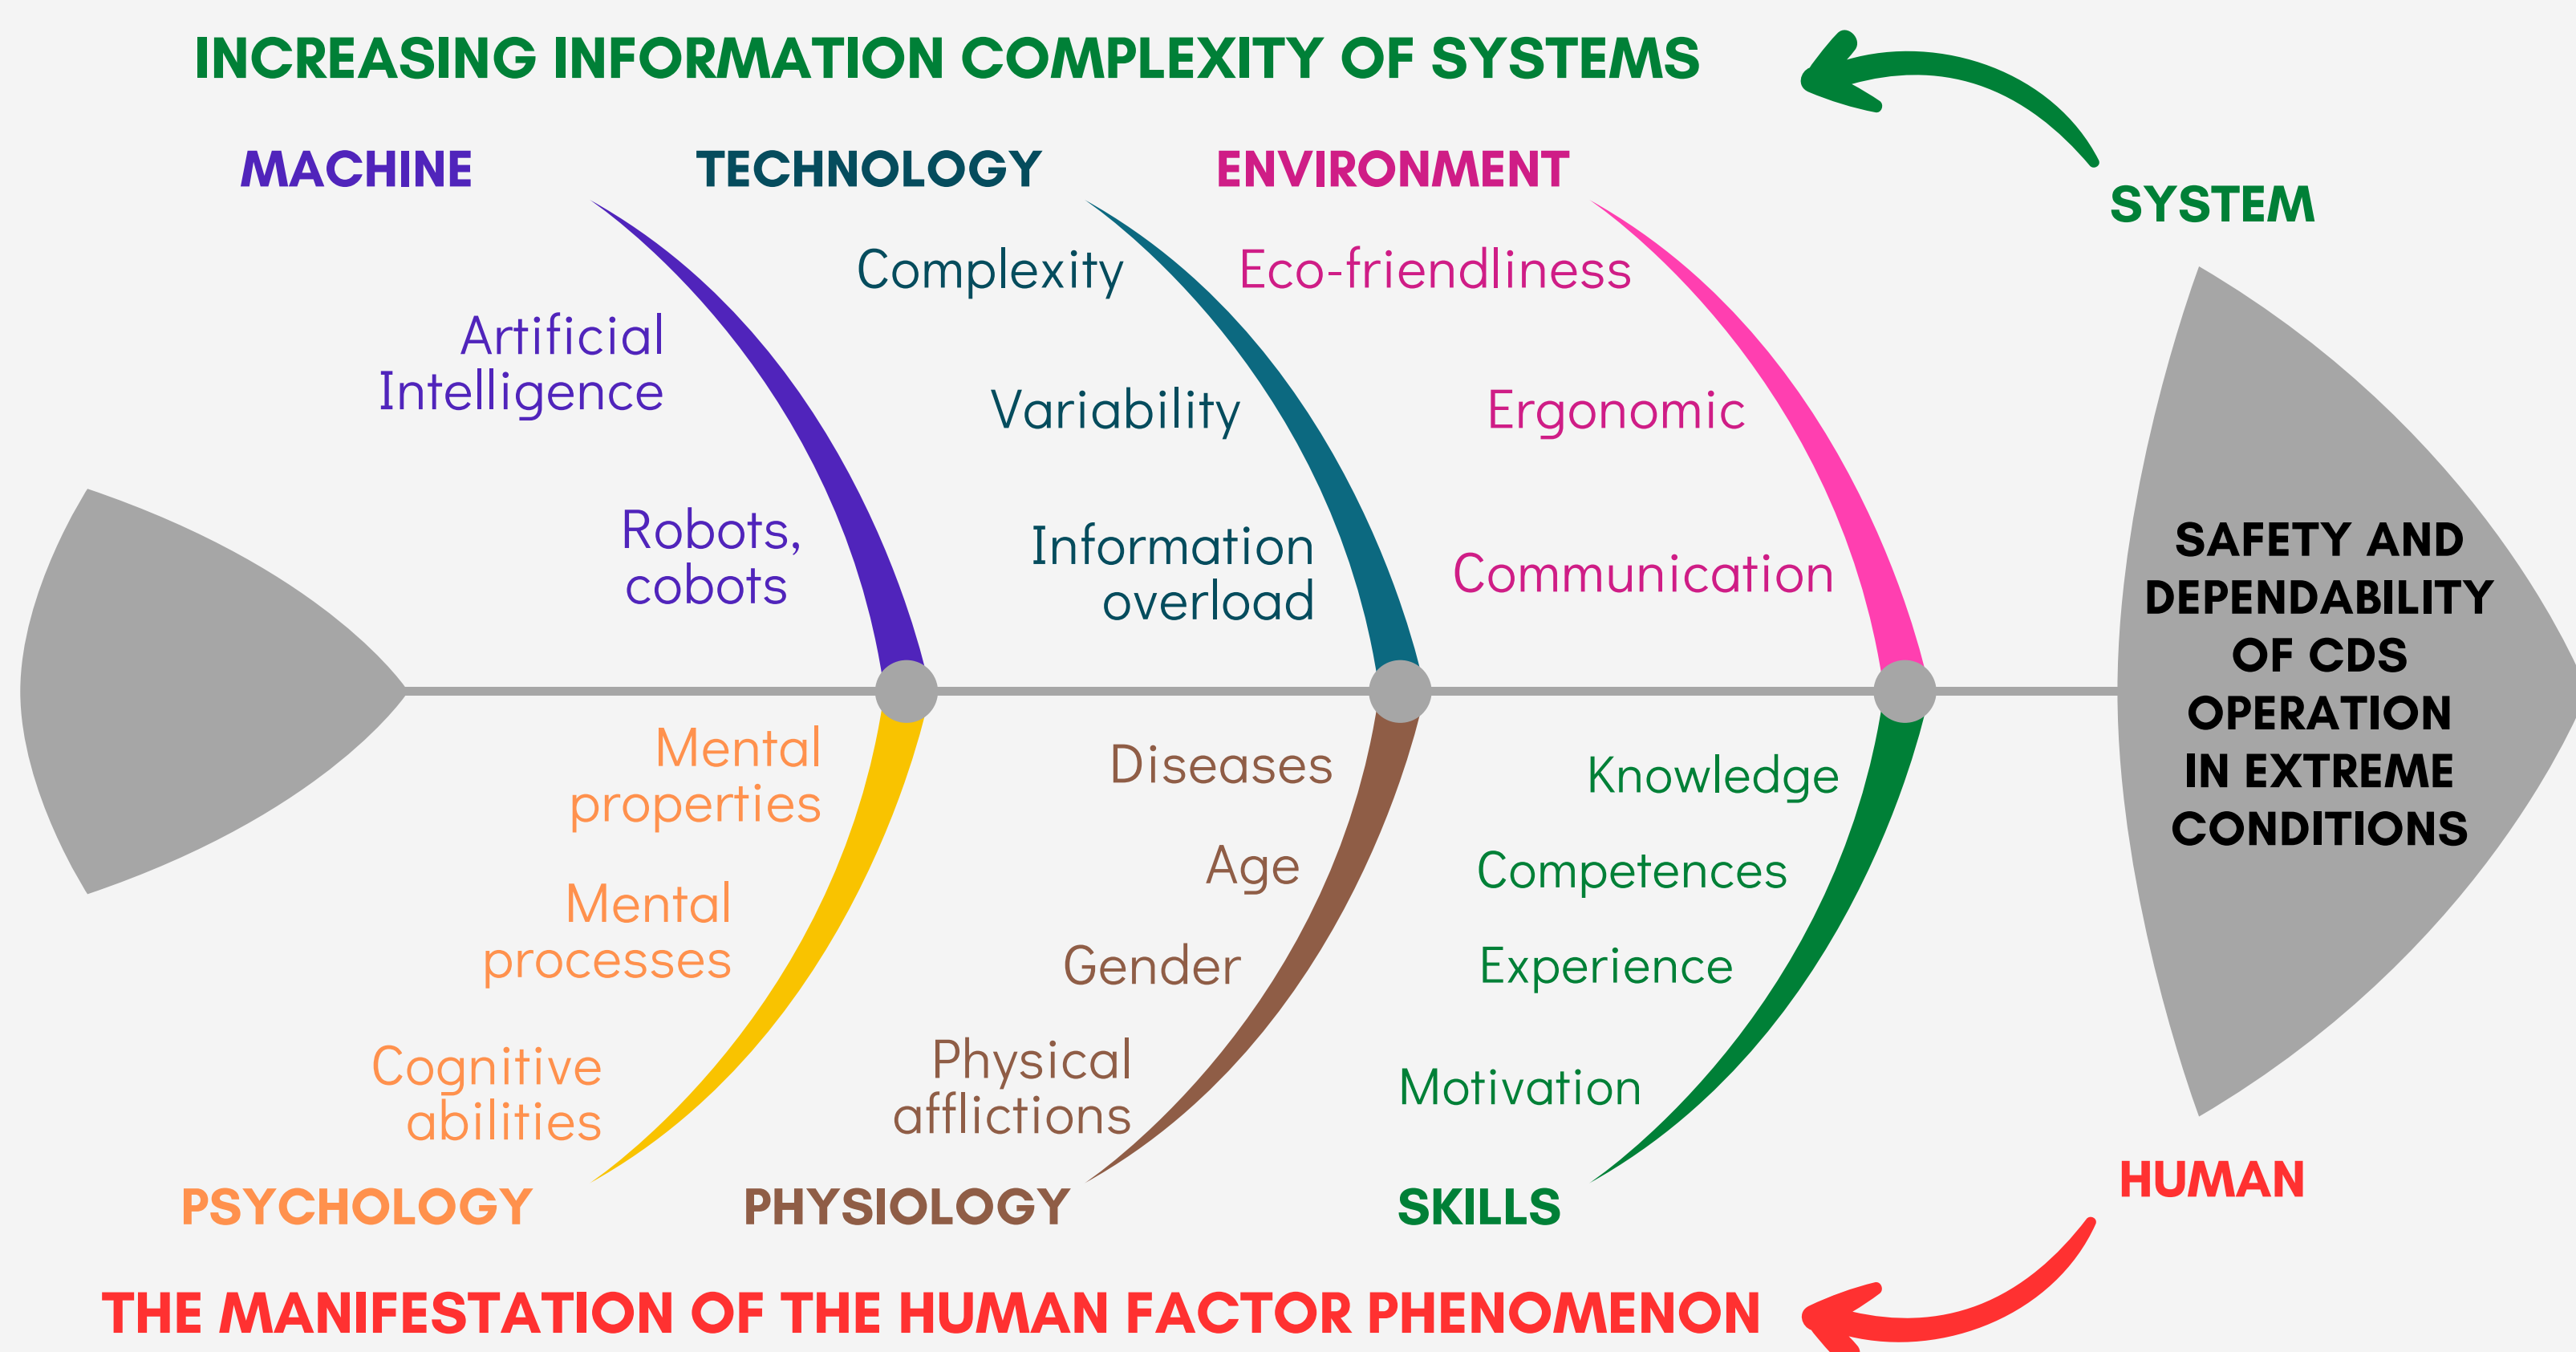 INCREASING INFORMATION COMPLEXITY OF SYSTEMS
MACHINE
TECHNOLOGY
ENVIRONMENT
SYSTEM
Artificial
Intelligence
Robots,
cobots
Complexity
Variability
Information
overload
Eco-friendliness
Ergonomic
Communication
SAFETY AND
DEPENDABILITY
OF CDS
OPERATION
IN EXTREME
CONDITIONS
Mental
properties
Mental
processes
Cognitive
abilities
Diseases
Age
Gender
Physical
afflictions
Knowledge
Competences
Experience
Motivation
PSYCHOLOGY
PHYSIOLOGY
SKILLS
HUMAN
THE MANIFESTATION OF THE HUMAN FACTOR PHENOMENON